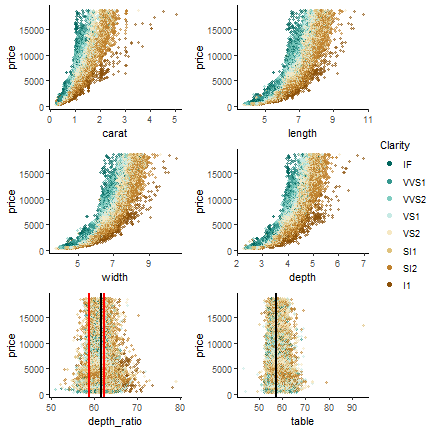 price
15000
10000
5000
0
0 1 2 3 4 5
carat
price
15000
10000
5000
0
5 7 9 11
length
price
15000
10000
5000
0
5 7 9
width
price
15000
10000
5000
0
2 3 4 5 6 7
depth
Clarity
IF
VVS1
VVS2
VS1
VS2
SI1
SI2
I1
price
15000
10000
5000
0
50 60 70 80
depth_ratio
price
15000
10000
5000
0
50 60 70 80 90
table